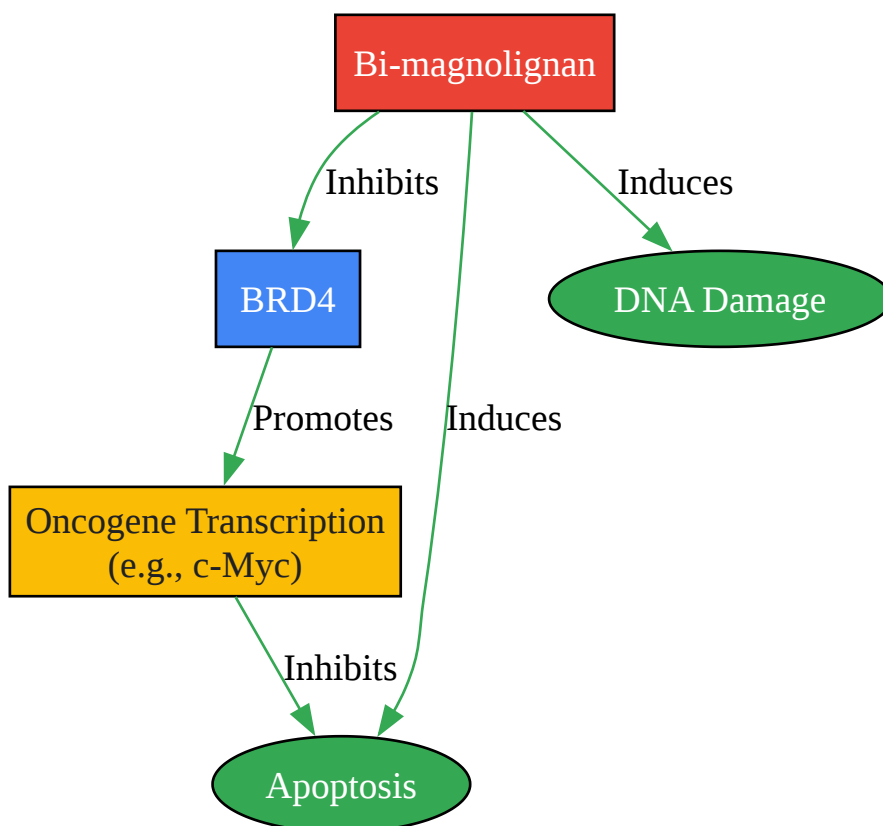 Bi-magnolignan
Inhibits
Induces
BRD4
DNA Damage
Promotes
Induces
Oncogene Transcription
(e.g., c-Myc)
Inhibits
Apoptosis